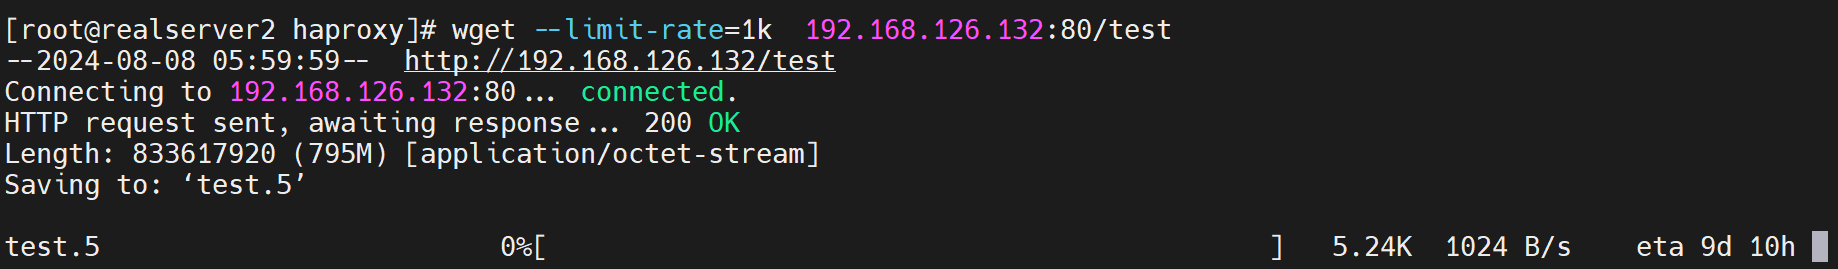 [root@realserver2 haproxy]# wget --limit-rate=1k  192.168.126.132:80/test
--2024-08-08 05:59:59--  http://192.168.126.132/test
Connecting to 192.168.126.132:80... connected.
HTTP request sent, awaiting response... 200 OK
Length: 833617920 (795M) [application/octet-stream]
Saving to: ‘test.5’
test.5                         0%[                                              ]   5.24K  1024 B/s    eta 9d 10h